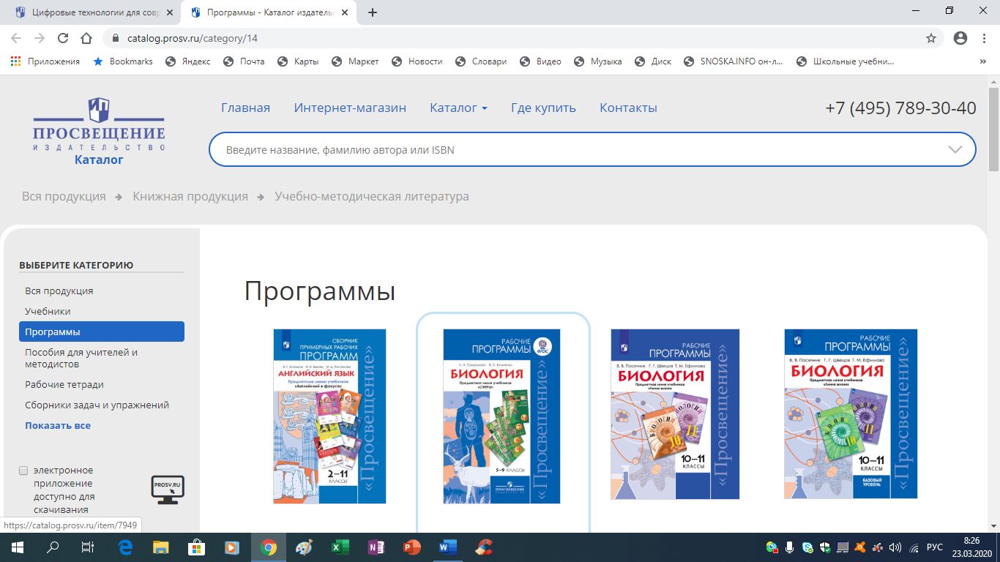 Цифровые технологии для совр
Программы - Каталог издательс
catalog.prosv.ru/category/14
Приложения Bookmarks Яндекс Почта Карты Маркет Новости Словари Видео Музыка Диск SNOSKA.INFO он-л... Школьные учебни... »
ПРОСВЕЩЕНИЕ
ИЗДАТЕЛЬСТВО
Каталог
Главная Интернет-магазин Каталог Где купить Контакты
+7 (495) 789-30-40
Введите название, фамилию автора или ISBN
Вся продукция Книжная продукция Учебно-методическая литература
ВЫБЕРИТЕ КАТЕГОРИЮ
Вся продукция
Учебники
Программы
Пособия для учителей и
методистов
Рабочие тетради
Сборники задач и упражнений
Показать все
электронное
приложение
доступно для
скачивания
PROSV.RU
Программы
СБОРНИК
ПРИМЕРНЫХ РАБОЧИХ
ПРОГРАММ
АНГЛИЙСКИЙ ЯЗЫК
Предметные линии учебников
«Английский в фокусе»
2–11
КЛАССЫ
«Просвещение»
РАБОЧИЕ
ПРОГРАММЫ
ФГОС
БИОЛОГИЯ
Предметная линия учебников
«СФЕРЫ»
5–9 КЛАССЫ
ПРОСВЕЩЕНИЕ
«Просвещение»
РАБОЧИЕ
ПРОГРАММЫ
В. В. Пасечник Г. Г. Швецов Т. М. Ефимова
БИОЛОГИЯ
Предметная линия учебников
«Линия жизни»
10–11
КЛАССЫ
«Просвещение»
РАБОЧИЕ
ПРОГРАММЫ
В. В. Пасечник Г. Г. Швецов Т. М. Ефимова
БИОЛОГИЯ
Предметная линия учебников
«Линия жизни»
10–11
КЛАССЫ
БАЗОВЫЙ
УРОВЕНЬ
«Просвещение»
https://catalog.prosv.ru/item/7949
РУС
8:26
23.03.2020